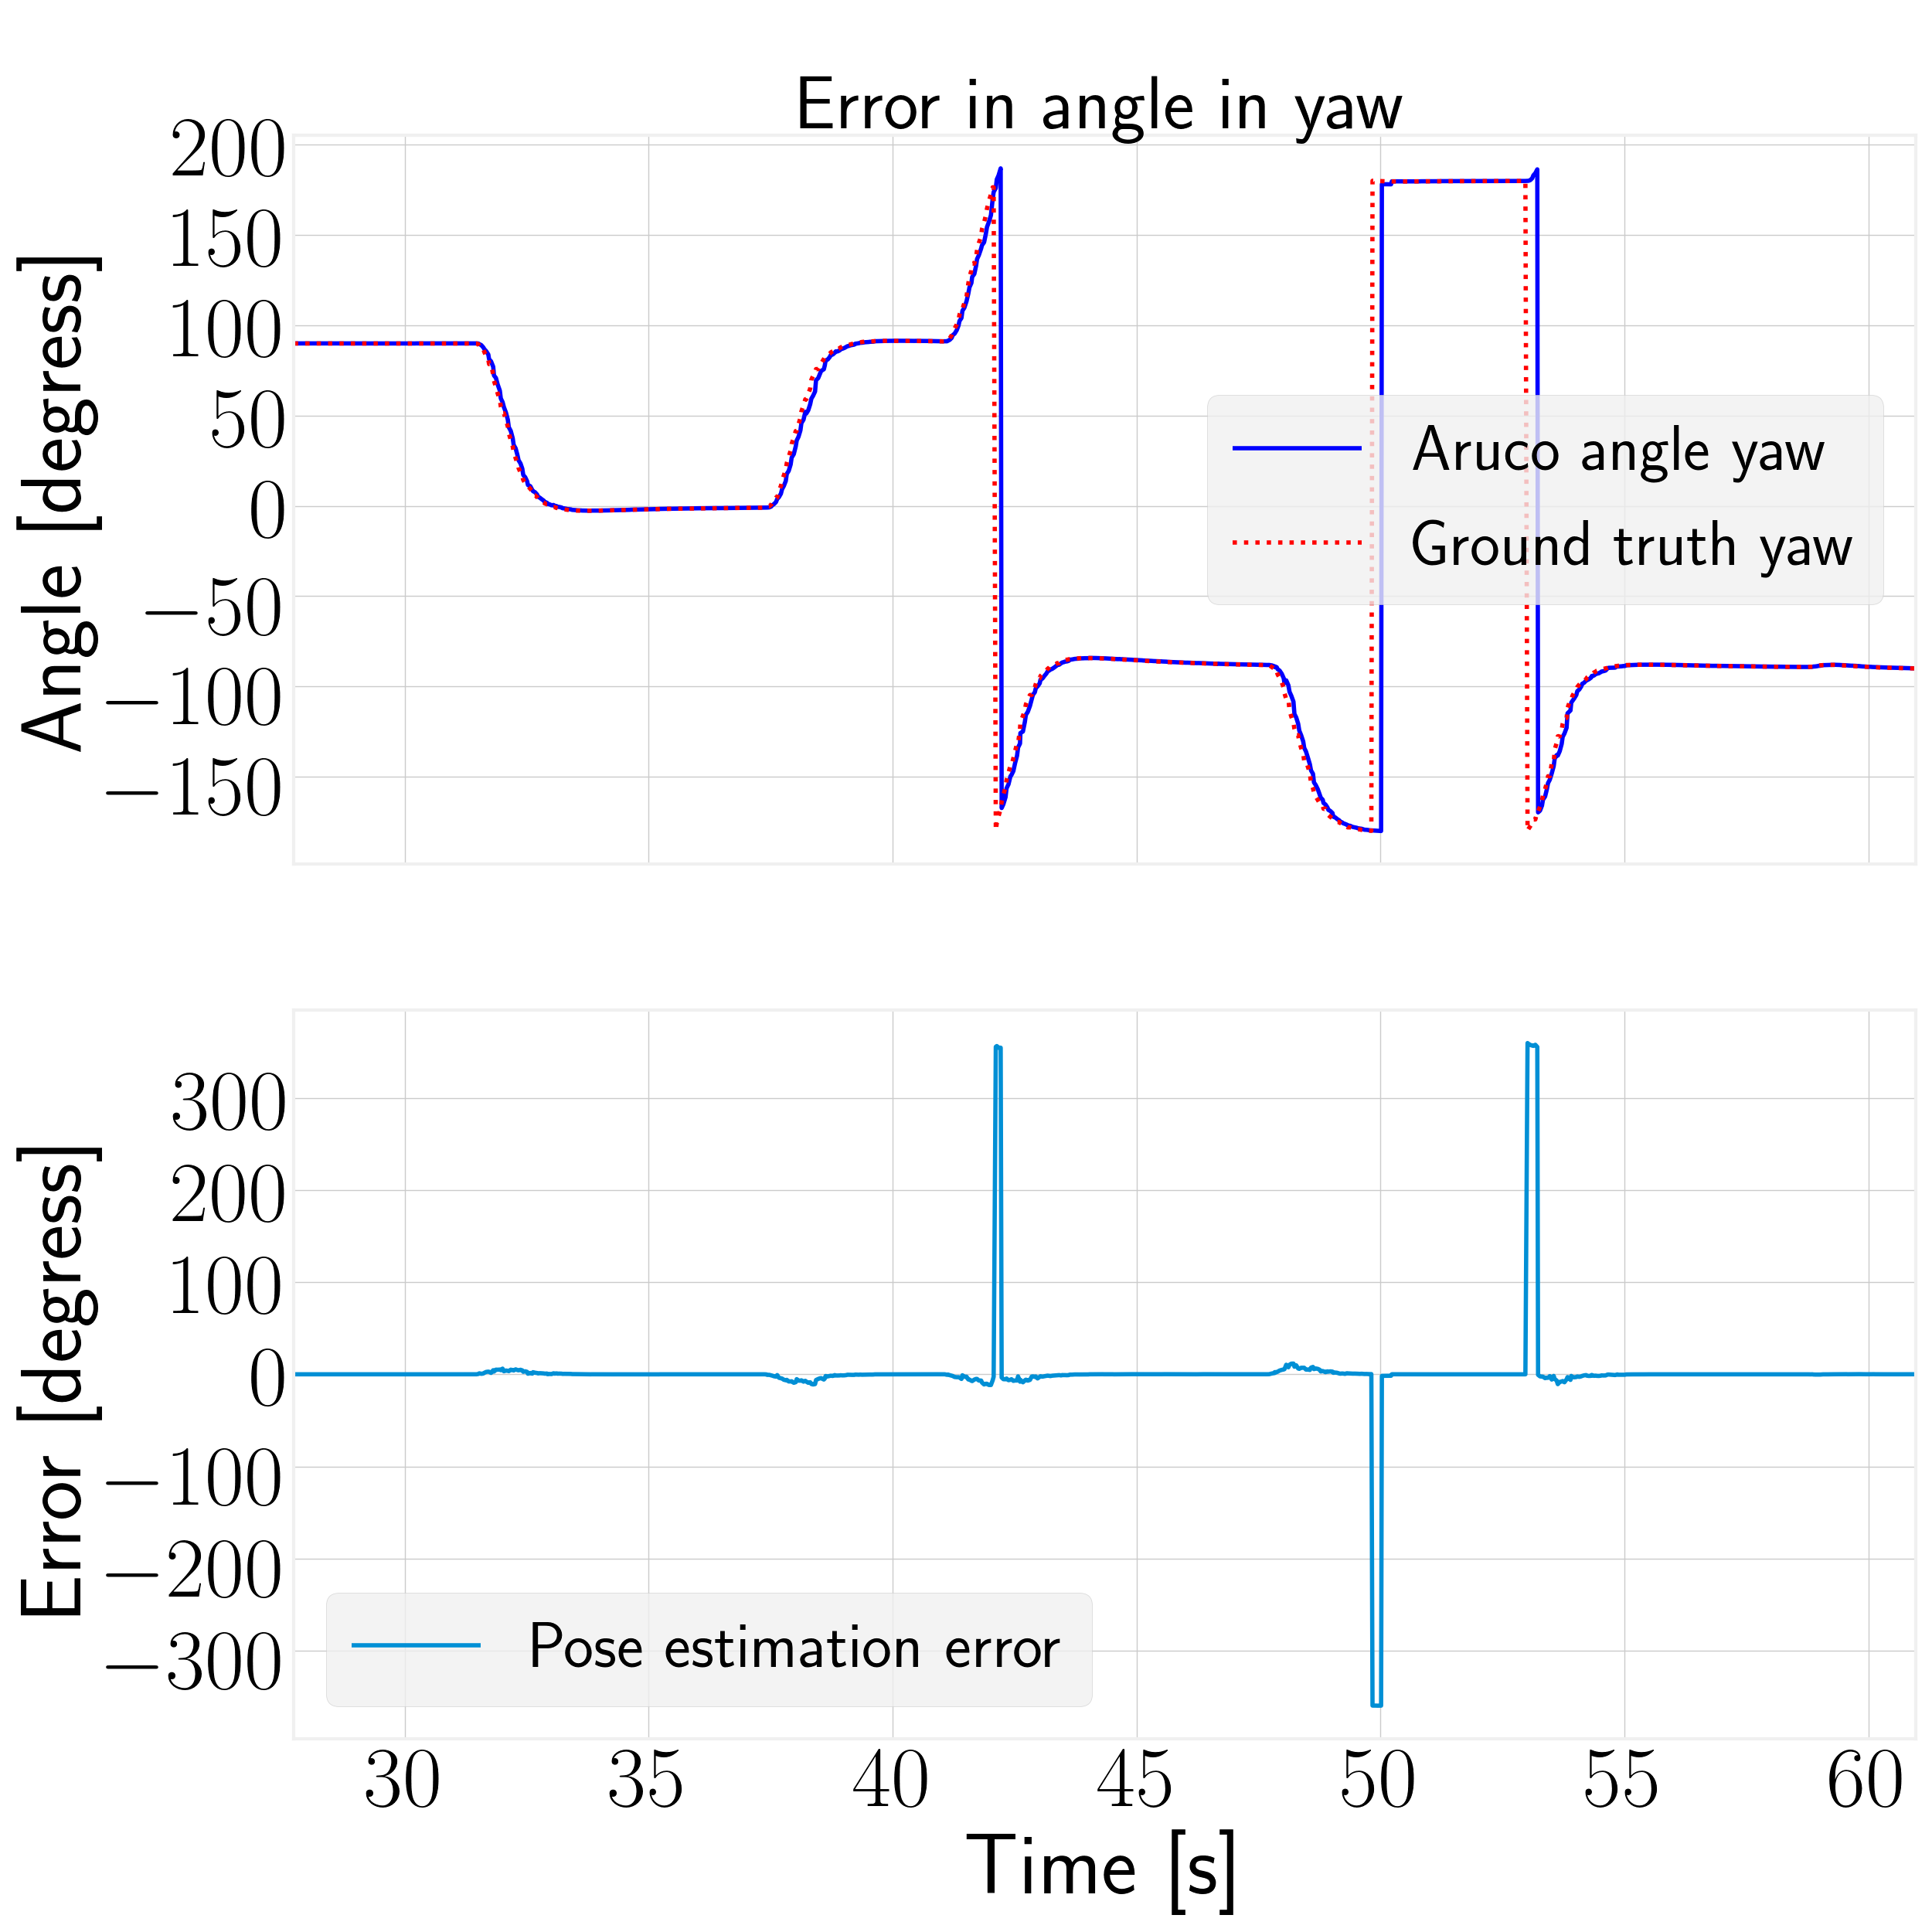 Error in angle in yaw
Angle [degress]
200
150
100
50
0
−50
−100
−150
Aruco angle yaw
Ground truth yaw
Error [degress]
300
200
100
0
−100
−200
−300
Pose estimation error
30 35 40 45 50 55 60
Time [s]